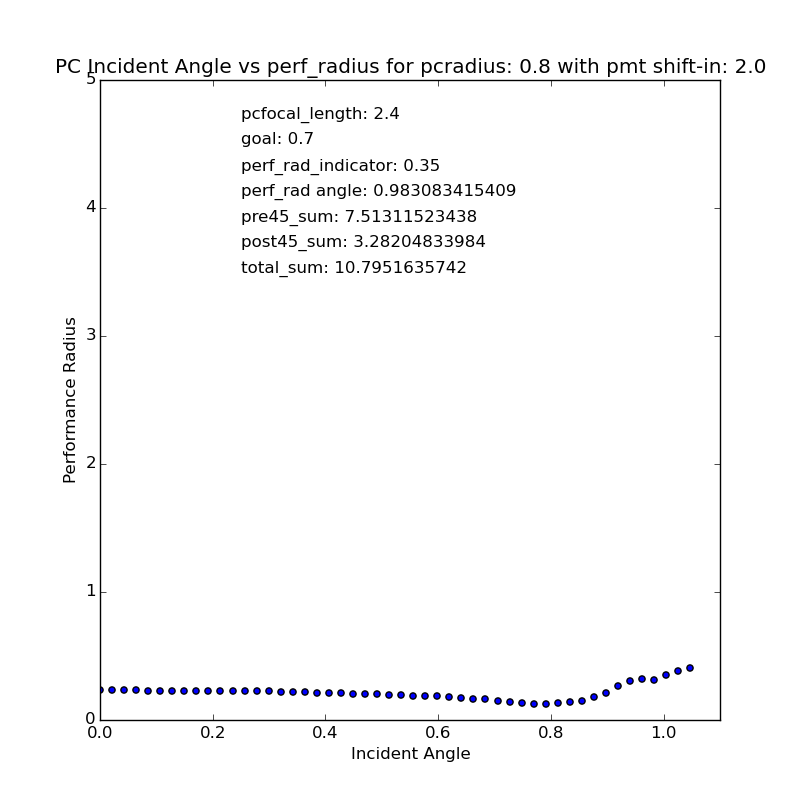 PC Incident Angle vs perf_radius for pcradius: 0.8 with pmt shift-in: 2.0
5
pcfocal_length: 2.4
goal: 0.7
perf_rad_indicator: 0.35
perf_rad angle: 0.983083415409
pre45_sum: 7.51311523438
post45_sum: 3.28204833984
total_sum: 10.7951635742
4
3
2
1
0
Performance Radius
0.0 0.2 0.4 0.6 0.8 1.0
Incident Angle